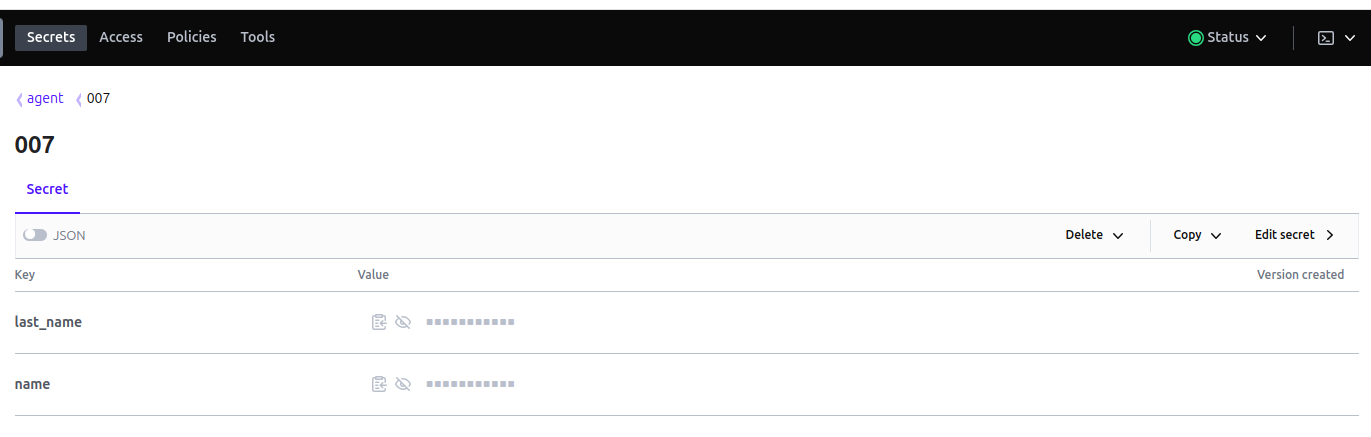 Secrets Access Policies Tools Status
agent 007
007
Secret
JSON Delete Copy Edit secret
Key Value Version created
last_name
name